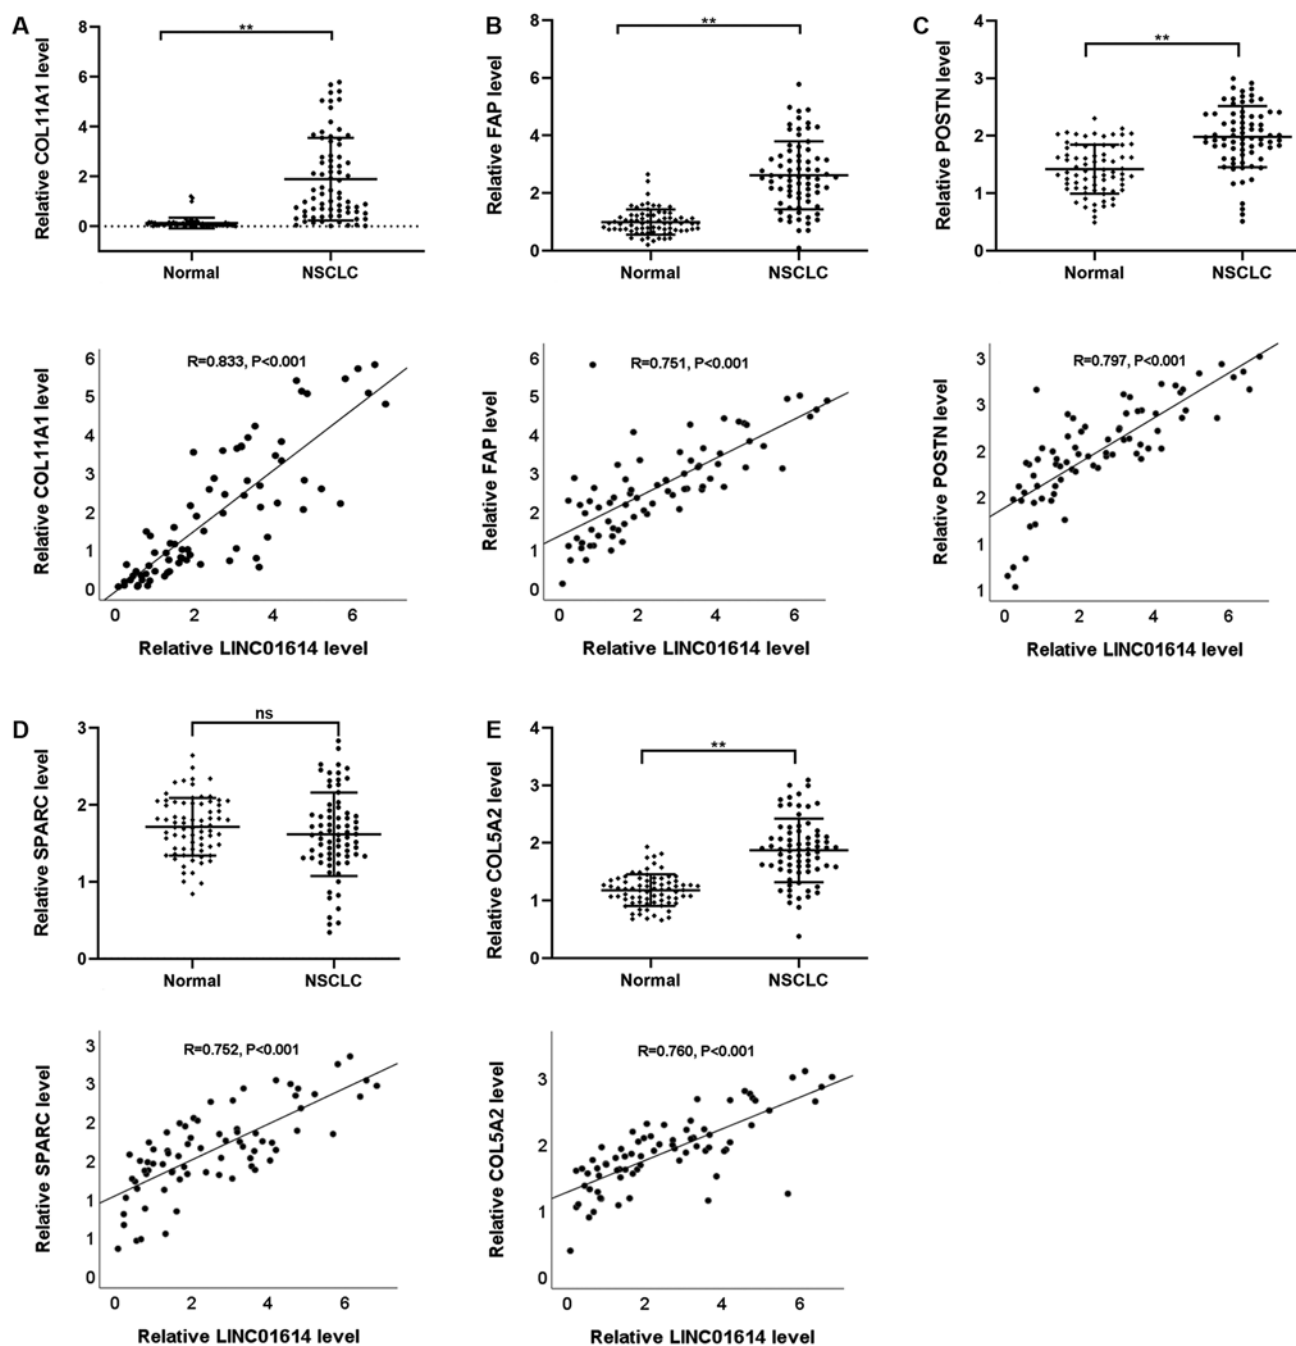 A
Relative COL11A1 level
8
6
4
2
0
**
Normal
NSCLC
B
Relative FAP level
8
6
4
2
0
**
Normal
NSCLC
C
Relative POSTN level
4
3
2
1
0
**
Normal
NSCLC
Relative COL11A1 level
6
5
4
3
2
1
0
R=0.833, P<0.001
0 2 4 6
Relative LINC01614 level
Relative FAP level
6
5
4
3
2
1
0
R=0.751, P<0.001
0 2 4 6
Relative LINC01614 level
Relative POSTN level
3
3
2
2
1
1
R=0.797, P<0.001
0 2 4 6
Relative LINC01614 level
D
Relative SPARC level
3
2
1
0
ns
Normal
NSCLC
E
Relative COL5A2 level
4
3
2
1
0
**
Normal
NSCLC
Relative SPARC level
3
3
2
2
1
1
0
R=0.752, P<0.001
0 2 4 6
Relative LINC01614 level
Relative COL5A2 level
3
2
1
0
R=0.760, P<0.001
0 2 4 6
Relative LINC01614 level